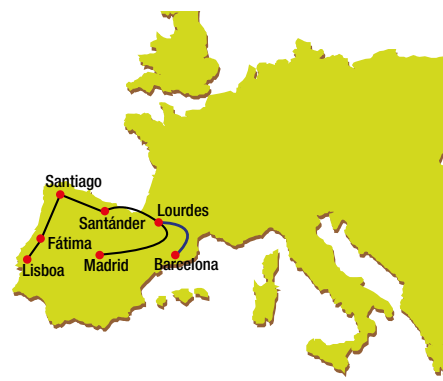 Santiago
Lourdes
Santánder
Fátima
Lisboa
Madrid
Barcelona